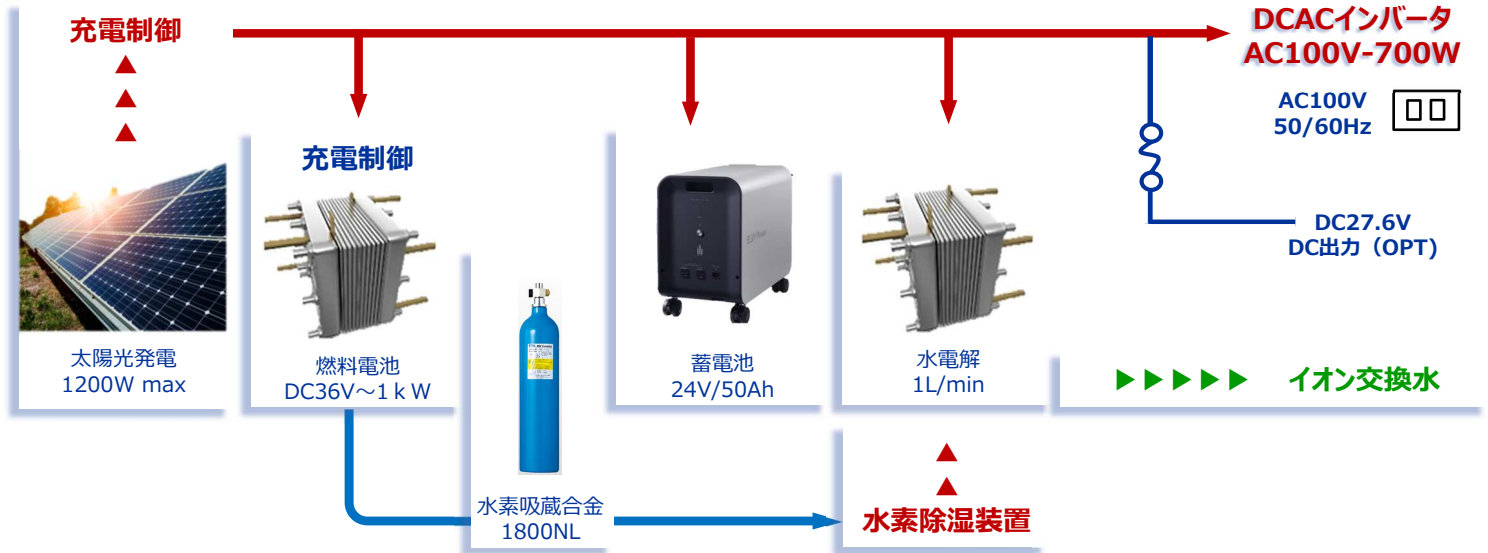 充電制御
DCACインバータ
AC100V-700W
AC100V
50/60Hz
充電制御
DC27.6V
DC出力（OPT)
太陽光発電
1200W max
燃料電池
DC36V～1ｋW
蓄電池
24V/50Ah
水電解
1L/min
イオン交換水
水素吸蔵合金
1800NL
水素除湿装置